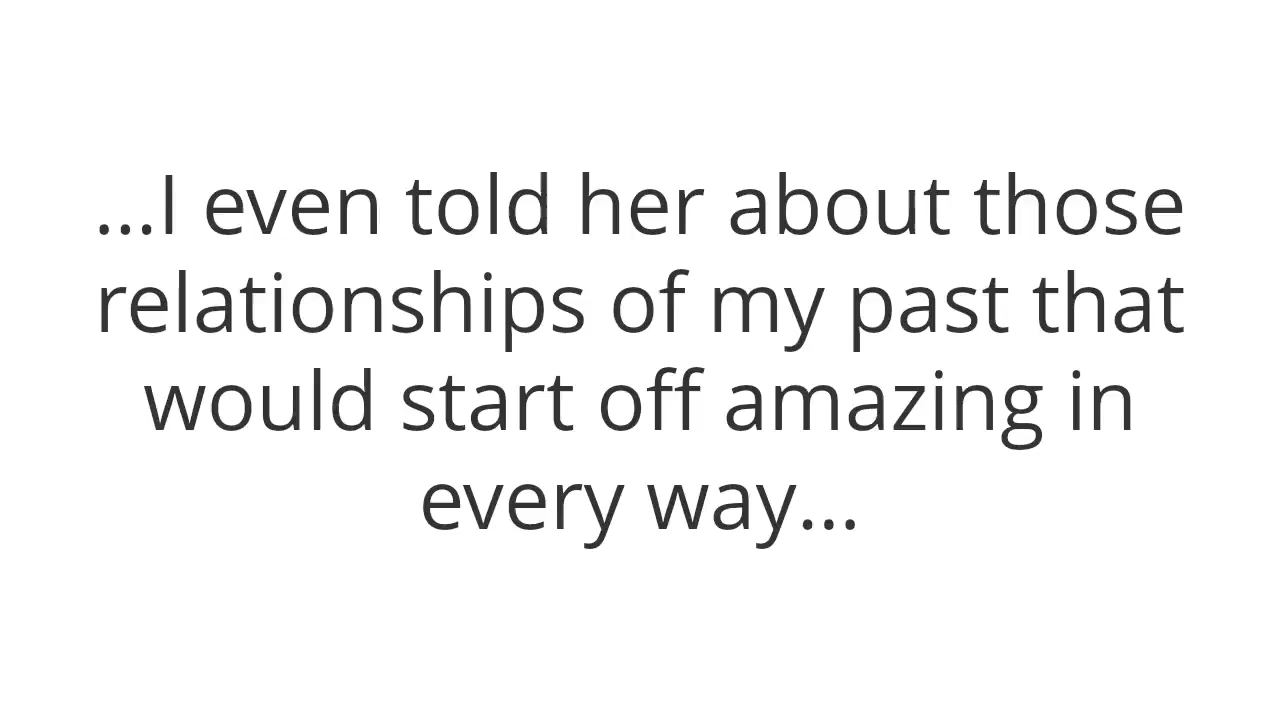 ...I even told her about those
relationships of my past that
would start off amazing in
every way...